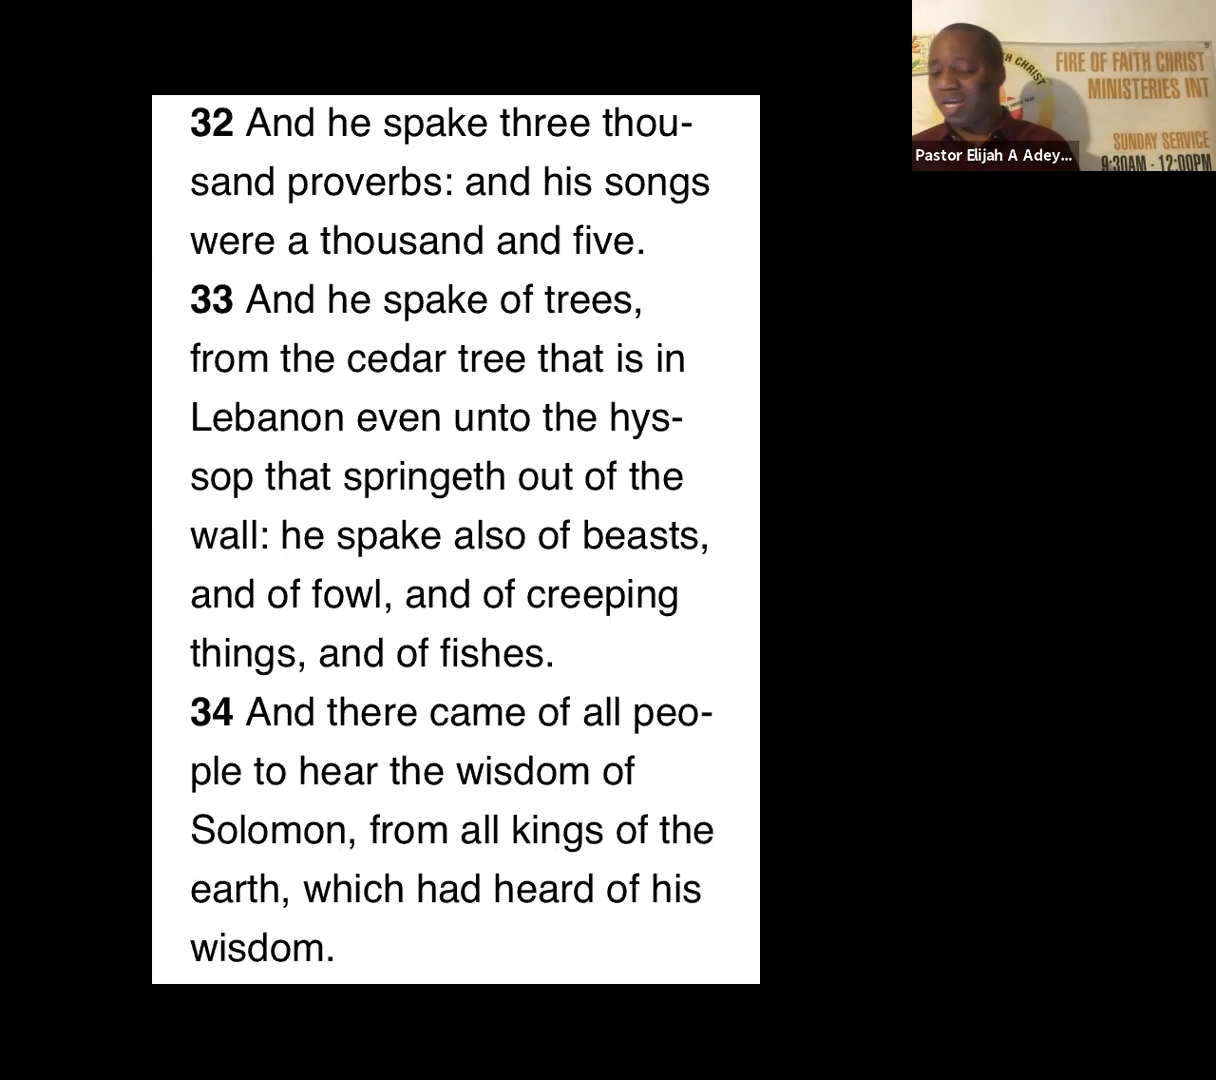 32 And he spake three thou-
sand proverbs: and his songs
were a thousand and five.
33 And he spake of trees,
from the cedar tree that is in
Lebanon even unto the hys-
sop that springeth out of the
wall: he spake also of beasts,
and of fowl, and of creeping
things, and of fishes.
34 And there came of all peo-
ple to hear the wisdom of
Solomon, from all kings of the
earth, which had heard of his
wisdom.
H CHRIST
FIRE OF FAITH CHRIST
MINISTERIES INT
SUNDAY SERVICE
9:30AM - 12:00PM
Pastor Elijah A Adey...